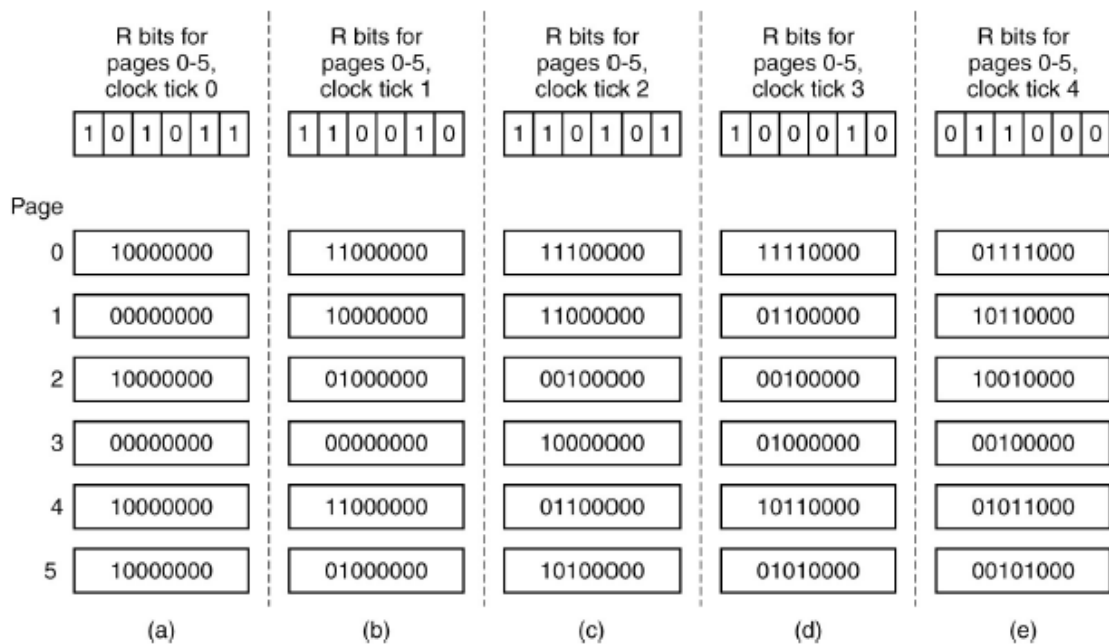 R bits for R bits for R bits for R bits for R bits for
pages 0-5, pages 0-5, pages 0-5, pages 0-5, pages 0-5,
clock tick 0 clock tick 1 clock tick 2 clock tick 3 clock tick 4
1 0 1 0 1 1 1 1 0 0 1 0 1 1 0 1 0 1 1 0 0 0 1 0 0 1 1 0 0 0
Page
0 10000000 11000000 11100000 11110000 01111000
1 00000000 10000000 11000000 01100000 10110000
2 10000000 01000000 00100000 00100000 10010000
3 00000000 00000000 10000000 01000000 00100000
4 10000000 11000000 01100000 10110000 01011000
5 10000000 01000000 10100000 01010000 00101000
(a) (b) (c) (d) (e)